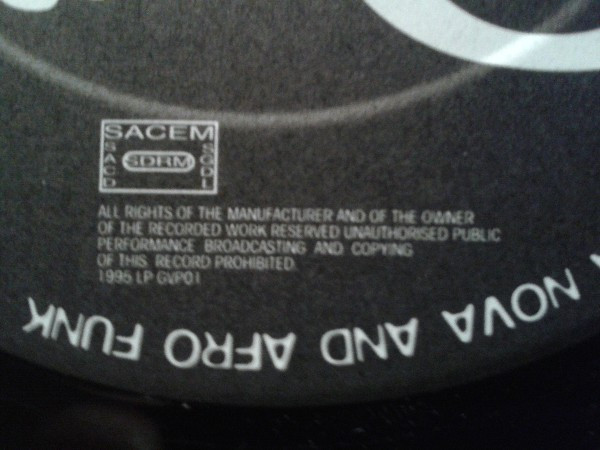 SACEM
SACD
SDRM
SGDL
ALL RIGHTS OF THE MANUFACTURER AND OF THE OWNER
OF THE RECORDED WORK RESERVED UNAUTHORISED PUBLIC
PERFORMANCE BROADCASTING AND COPYING
OF THIS RECORD PROHIBITED.
1995 LP GVP01
NOVA AND AFRO FUNK